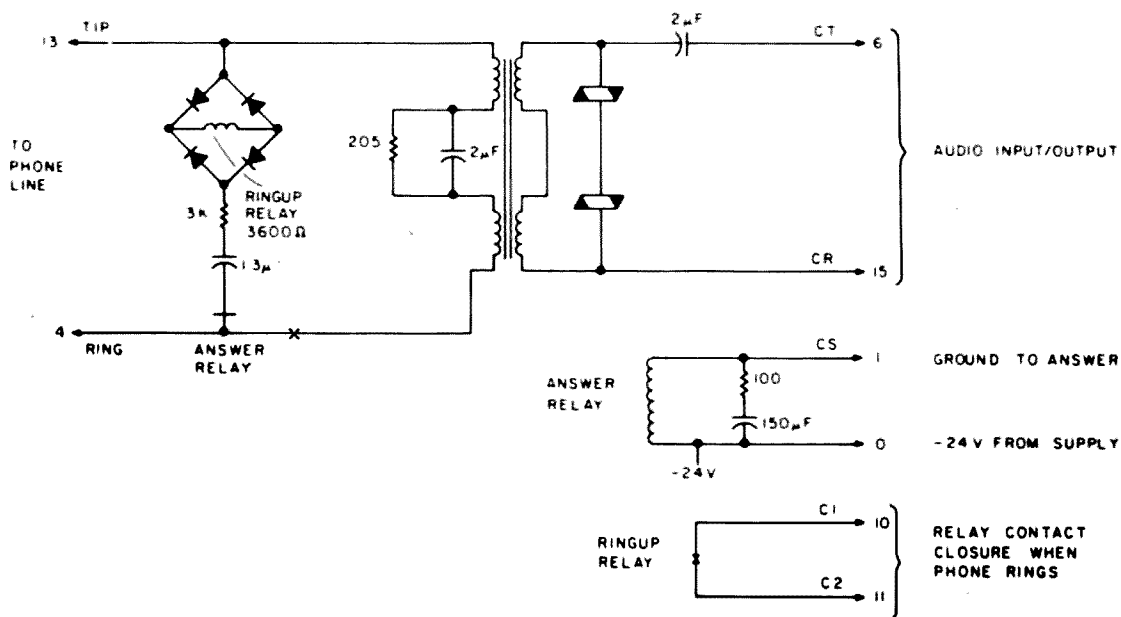 13
TIP
TO
PHONE
LINE
RINGUP
RELAY
3600Ω
3K
1.3µ
4
RING
ANSWER
RELAY
205
2µF
2µF
CT
6
AUDIO INPUT/OUTPUT
CR
15
ANSWER
RELAY
CS
1
GROUND TO ANSWER
100
150µF
0
-24V FROM SUPPLY
-24V
RINGUP
RELAY
C1
10
C2
11
RELAY CONTACT
CLOSURE WHEN
PHONE RINGS